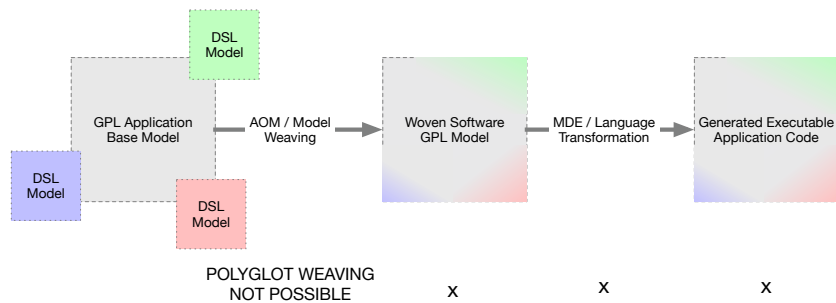 DSL
Model
GPL Application
Base Model
DSL
Model
DSL
Model
AOM / Model
Weaving
Woven Software
GPL Model
MDE / Language
Transformation
Generated Executable
Application Code
POLYGLOT WEAVING
NOT POSSIBLE
x
x
x